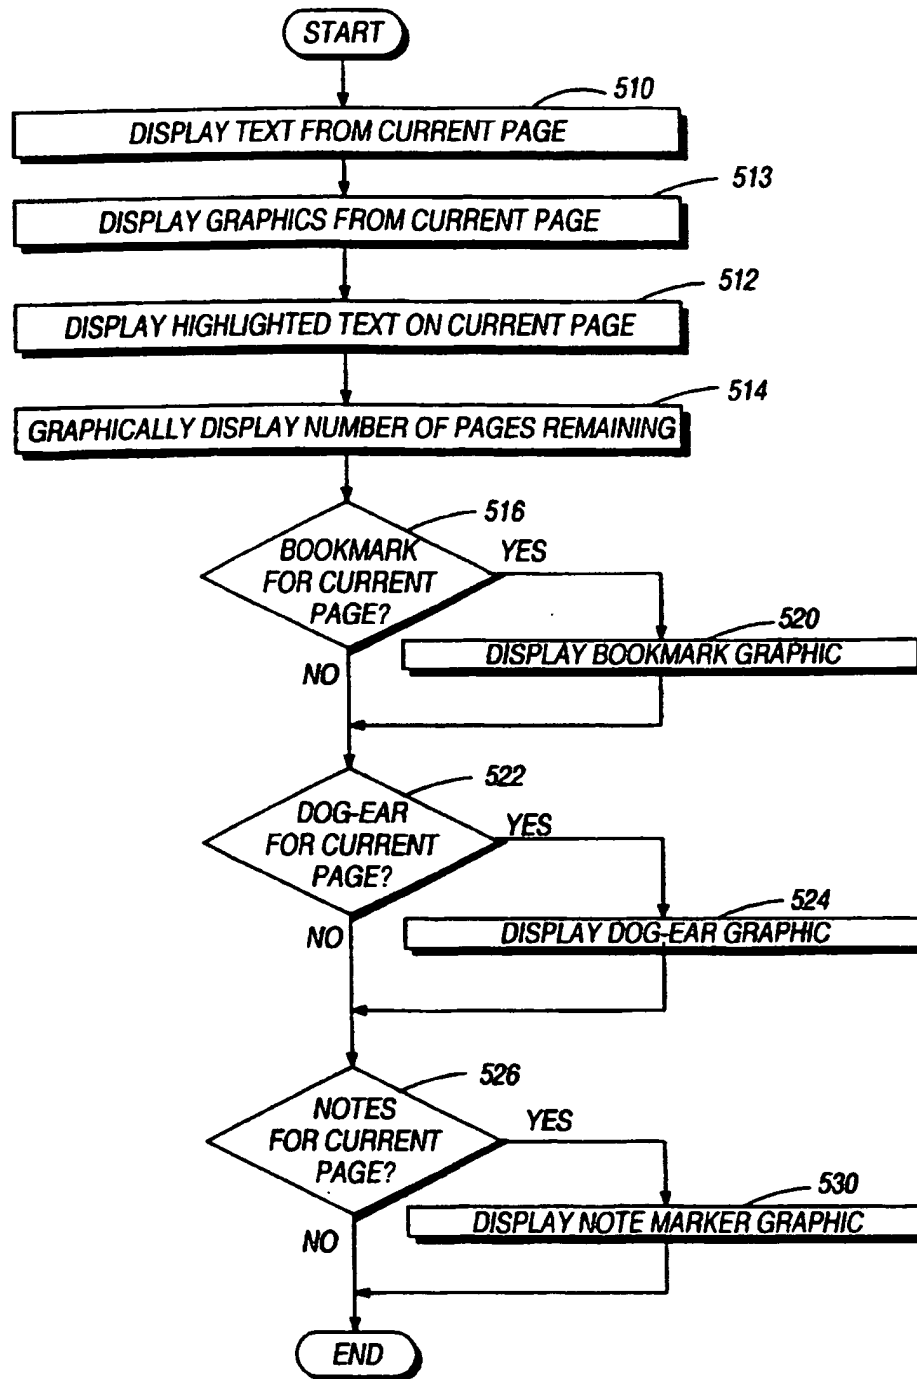 START
510
DISPLAY TEXT FROM CURRENT PAGE
513
DISPLAY GRAPHICS FROM CURRENT PAGE
512
DISPLAY HIGHLIGHTED TEXT ON CURRENT PAGE
514
GRAPHICALLY DISPLAY NUMBER OF PAGES REMAINING
516
BOOKMARK
FOR CURRENT
PAGE?
YES
NO
520
DISPLAY BOOKMARK GRAPHIC
522
DOG-EAR
FOR CURRENT
PAGE?
YES
NO
524
DISPLAY DOG-EAR GRAPHIC
526
NOTES
FOR CURRENT
PAGE?
YES
NO
530
DISPLAY NOTE MARKER GRAPHIC
END